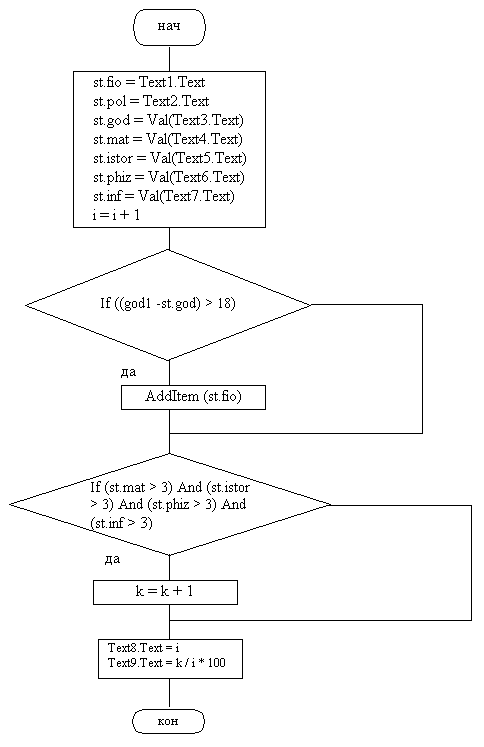 нач
st.fio = Text1.Text
st.pol = Text2.Text
st.god = Val(Text3.Text)
st.mat = Val(Text4.Text)
st.istor = Val(Text5.Text)
st.phiz = Val(Text6.Text)
st.inf = Val(Text7.Text)
i = i + 1
If ((god1 -st.god) > 18)
да
AddItem (st.fio)
If (st.mat > 3) And (st.istor
> 3) And (st.phiz > 3) And
(st.inf > 3)
да
k = k + 1
Text8.Text = i
Text9.Text = k / i * 100
кон